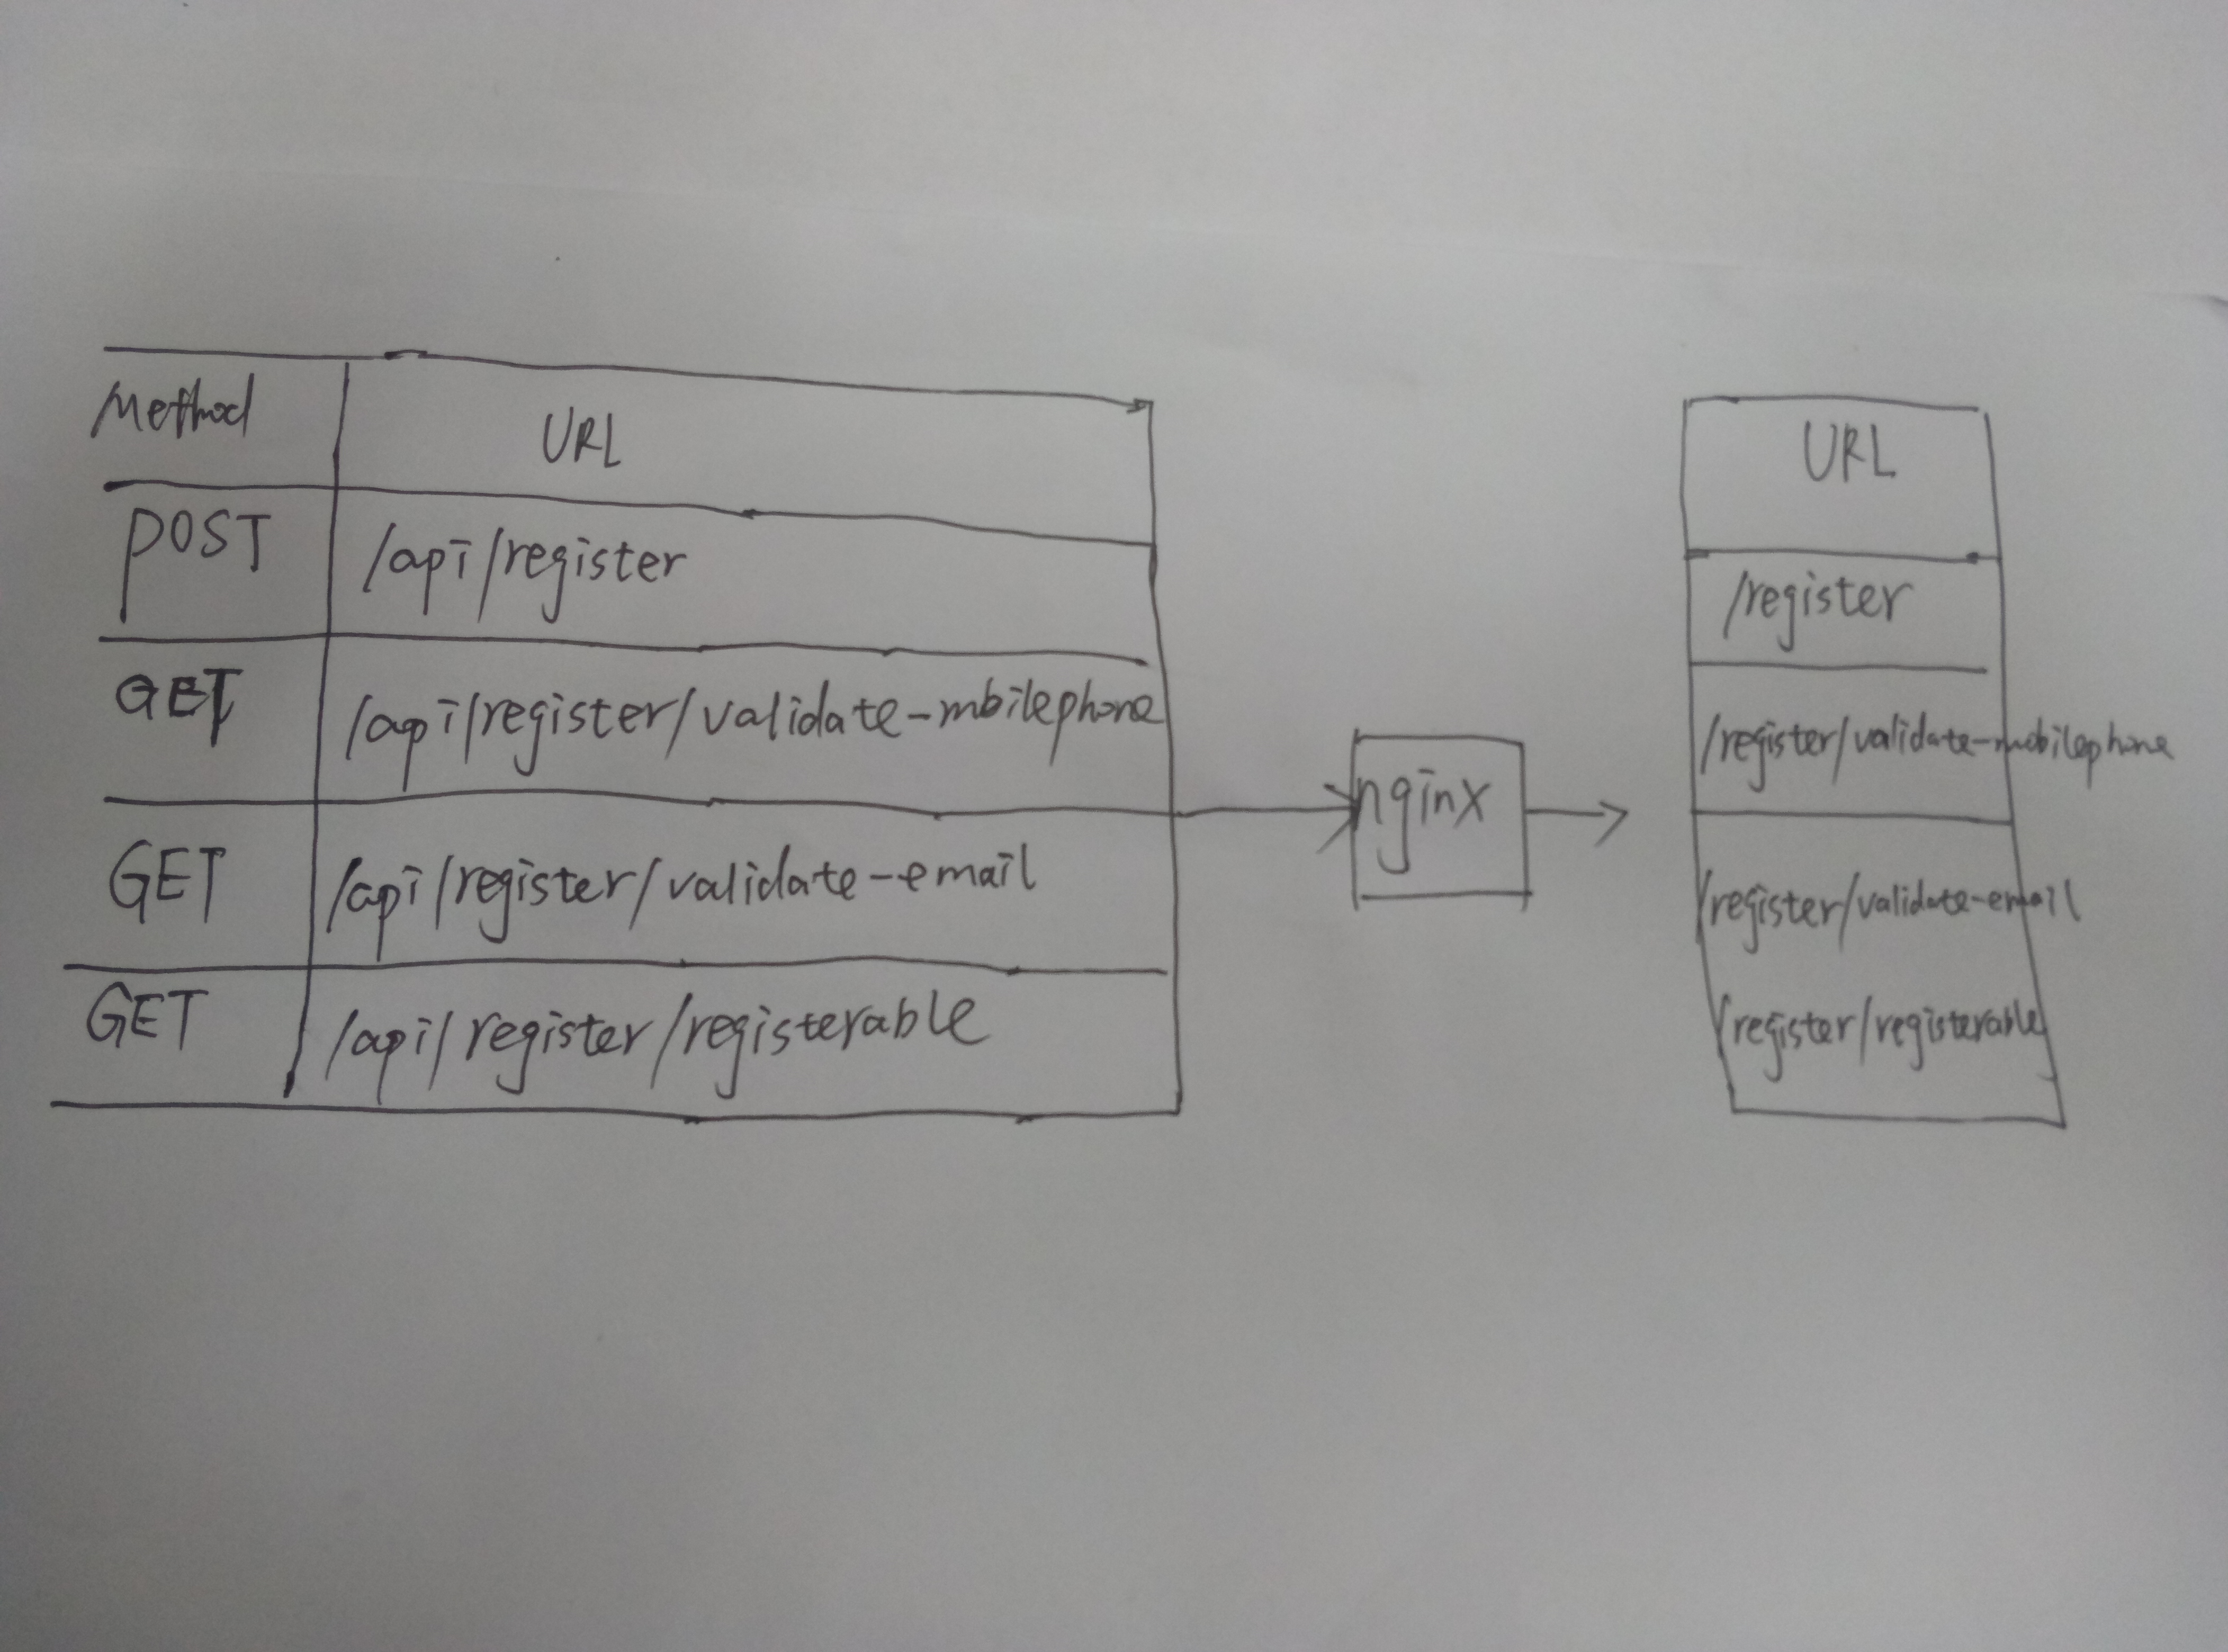 Method URL
POST /api/register
GET /api/register/validate-mbilephone
GET /api/register/validate-email
GET /api/register/registerable
nginx
URL
/register
/register/validate-mobilephone
/register/validate-email
/register/registerable